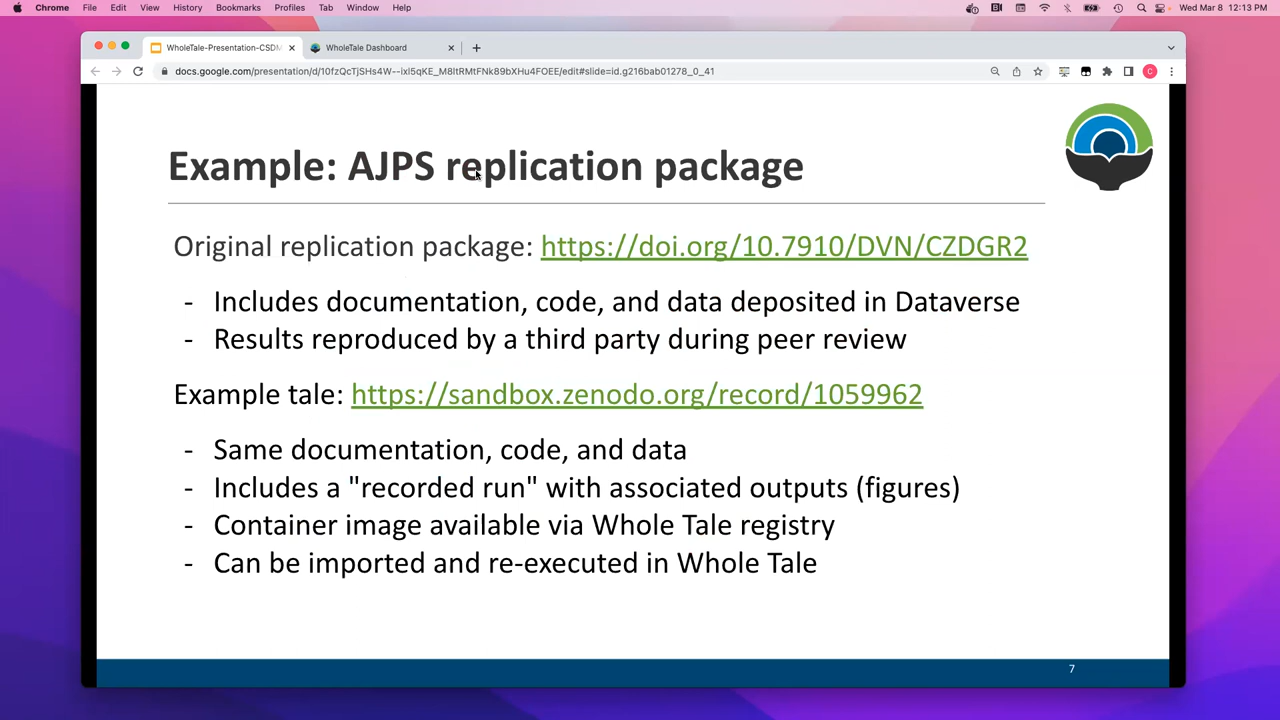 Chrome File Edit View History Bookmarks Profiles Tab Window Help Wed Mar 8 12:13 PM
WholeTale-Presentation-CSDM WholeTale Dashboard
docs.google.com/presentation/d/10fzQcTjSHs4W--ixl5qKE_M8ltRMtFNk89bXHu4FOEE/edit#slide=id.g216bab01278_0_41 C
Example: AJPS replication package
Original replication package: https://doi.org/10.7910/DVN/CZDGR2
- Includes documentation, code, and data deposited in Dataverse
- Results reproduced by a third party during peer review
Example tale: https://sandbox.zenodo.org/record/1059962
- Same documentation, code, and data
- Includes a "recorded run" with associated outputs (figures)
- Container image available via Whole Tale registry
- Can be imported and re-executed in Whole Tale
7